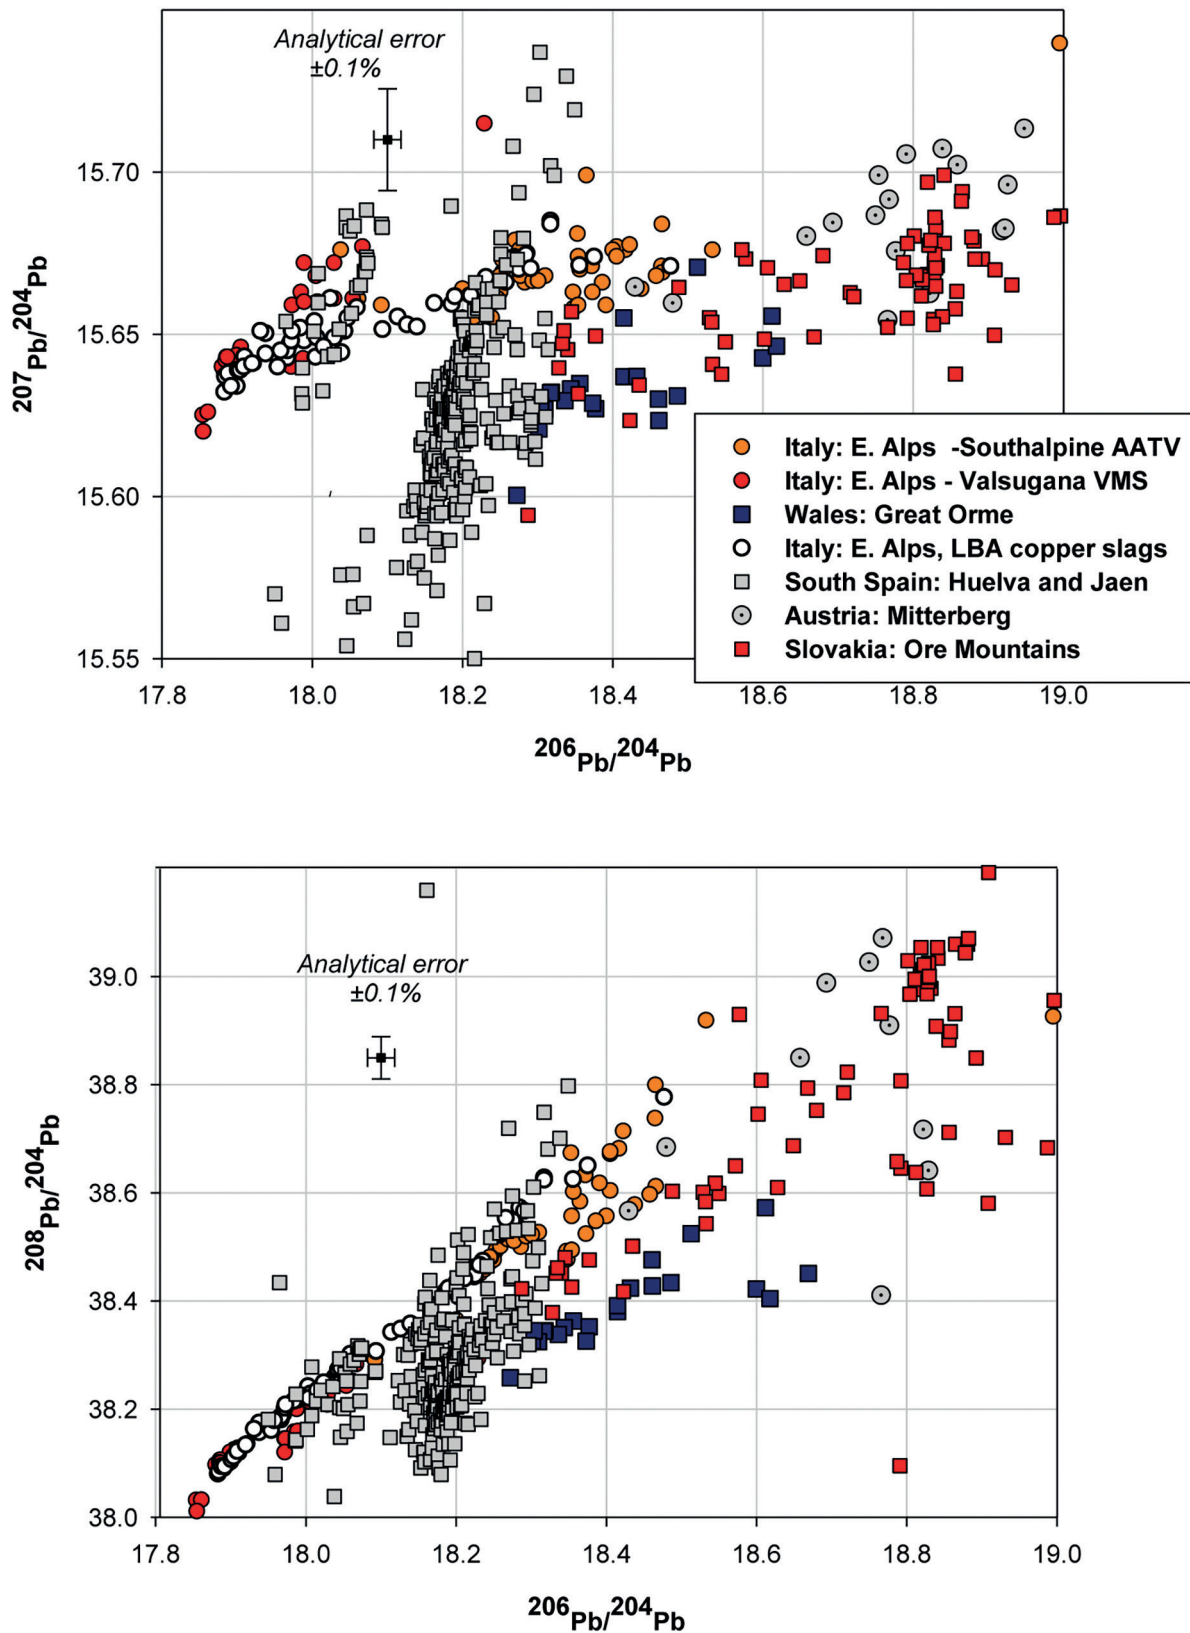 Analytical error
±0.1%
15.70
15.65
15.60
15.55
207Pb/204Pb
Italy: E. Alps -Southalpine AATV
Italy: E. Alps - Valsugana VMS
Wales: Great Orme
Italy: E. Alps, LBA copper slags
South Spain: Huelva and Jaen
Austria: Mitterberg
Slovakia: Ore Mountains
17.8 18.0 18.2 18.4 18.6 18.8 19.0
206Pb/204Pb
Analytical error
±0.1%
39.0
38.8
38.6
38.4
38.2
38.0
208Pb/204Pb
17.8 18.0 18.2 18.4 18.6 18.8 19.0
206Pb/204Pb